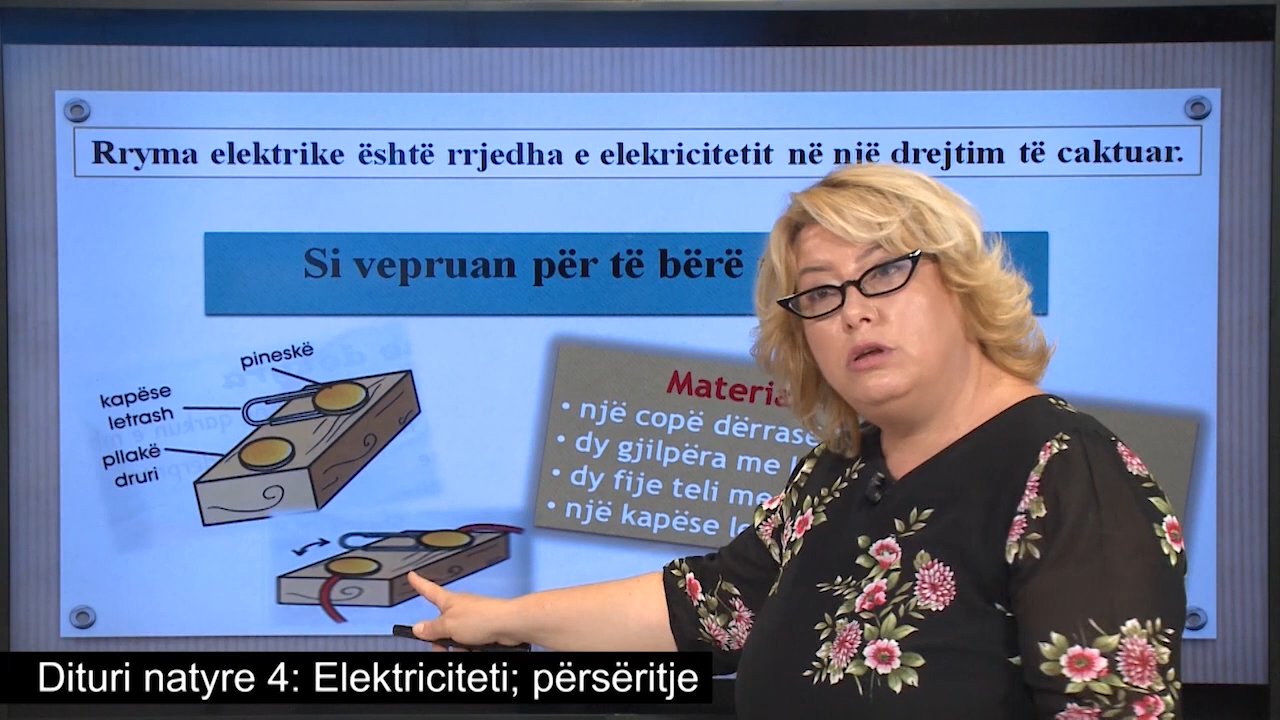 Rryma elektrike është rrjedha e elekricitetit në një drejtim të caktuar.
Si vepruan për të bërë
pineskë
kapëse
letrash
pllakë
druri
Materia
• një copë dërrasë
• dy gjilpëra me
• dy fije teli me
• një kapëse
Dituri natyre 4: Elektriciteti; përsëritje